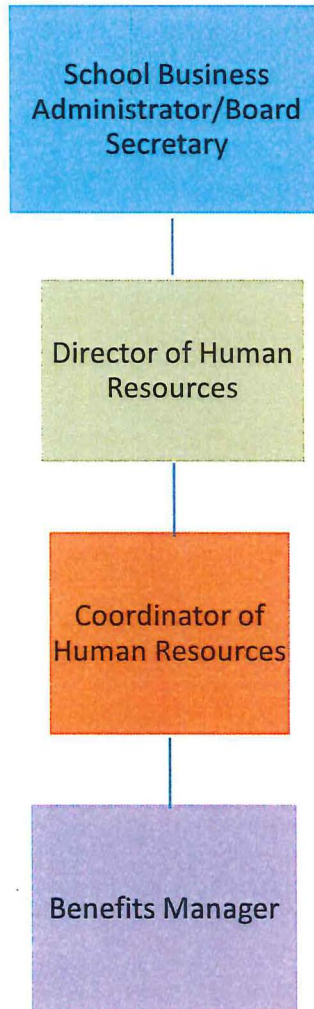 School Business
Administrator/Board
Secretary
Director of Human
Resources
Coordinator of
Human Resources
Benefits Manager